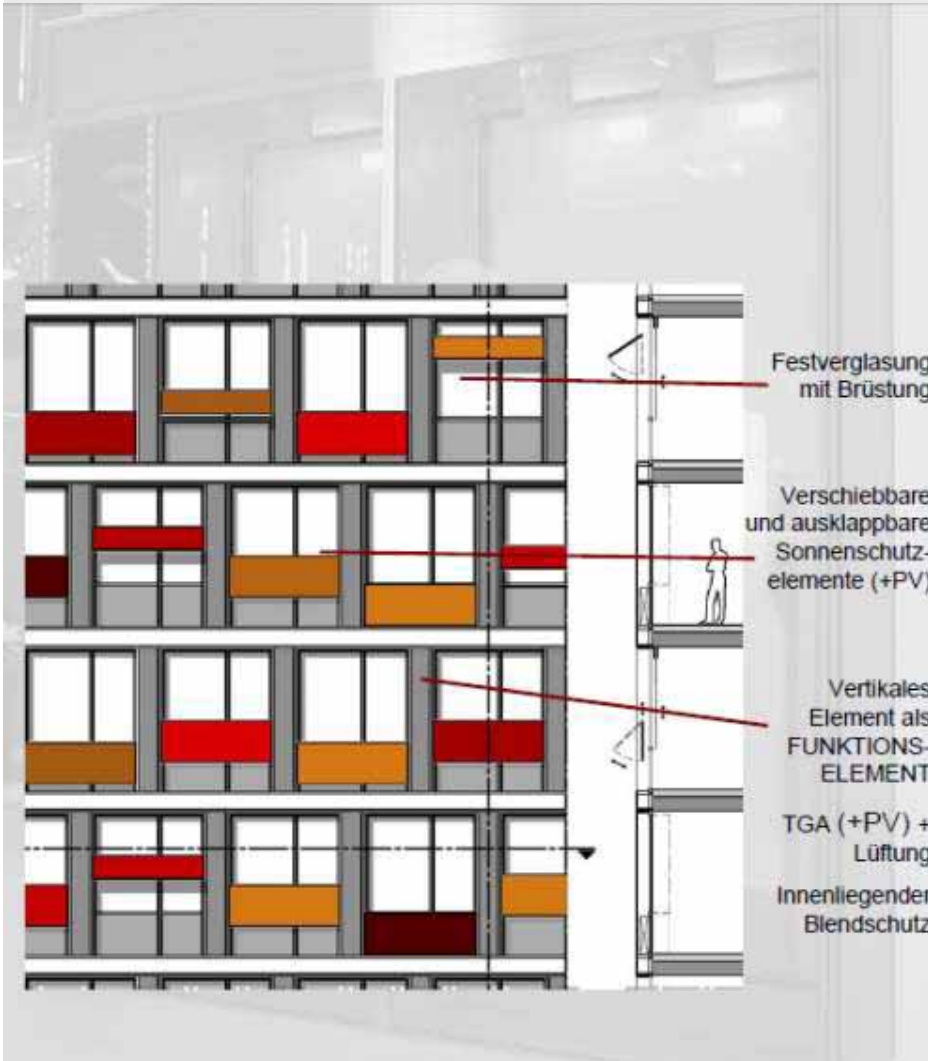 Festverglasung
mit Brüstung
Verschiebbare
und ausklappbare
Sonnenschutz-
elemente (+PV)
Vertikales
Element als
FUNKTIONS-
ELEMENT
TGA (+PV) +
Lüftung
Innenliegender
Blendschutz